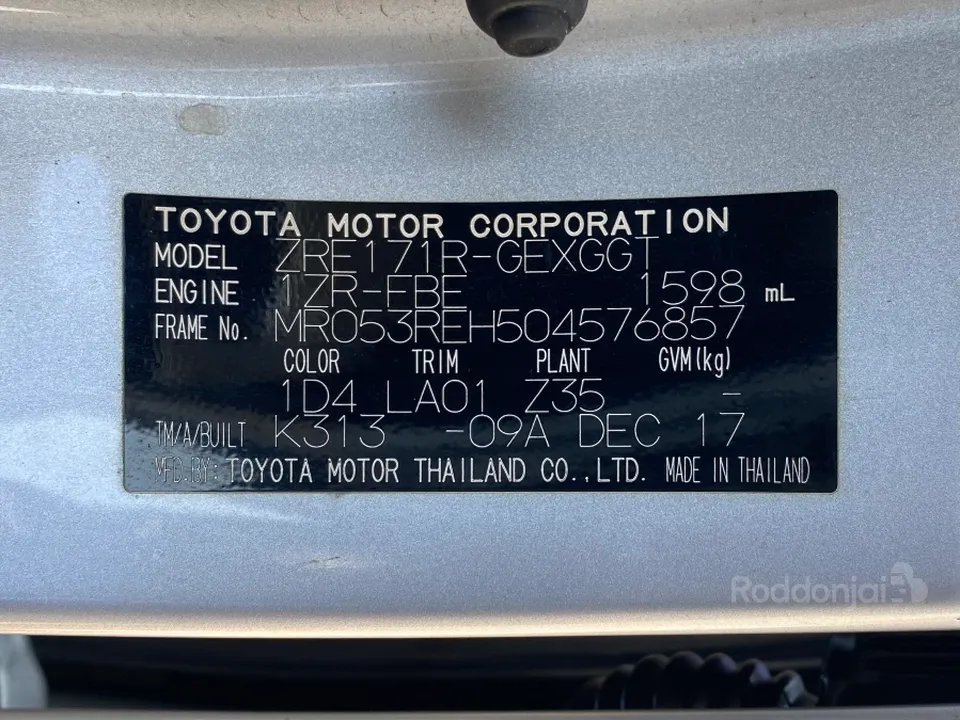 TOYOTA MOTOR CORPORATION
MODEL ZRE171R-GEXGGT
ENGINE 1ZR-FBE 1598 mL
FRAME No. MR053REH504576857
COLOR TRIM PLANT GVM(kg)
1D4 LA01 Z35 -
TM/A/BUILT K313 -09A DEC 17
MFD.BY: TOYOTA MOTOR THAILAND CO.,LTD. MADE IN THAILAND
Roddonjai